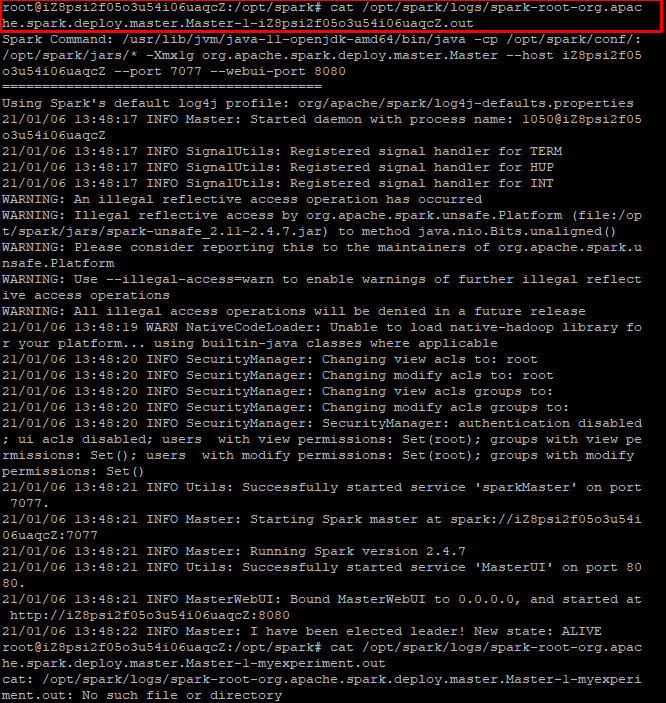 root@iZ8psi2f05o3u54i06uaqcZ:/opt/spark# cat /opt/spark/logs/spark-root-org.apac
he.spark.deploy.master.Master-1-iZ8psi2f05o3u54i06uaqcZ.out
Spark Command: /usr/lib/jvm/java-11-openjdk-amd64/bin/java -cp /opt/spark/conf/:
/opt/spark/jars/* -Xmx1g org.apache.spark.deploy.master.Master --host iZ8psi2f05
o3u54i06uaqcZ --port 7077 --webui-port 8080
========================================
Using Spark's default log4j profile: org/apache/spark/log4j-defaults.properties
21/01/06 13:48:17 INFO Master: Started daemon with process name: 1050@iZ8psi2f05
o3u54i06uaqcZ
21/01/06 13:48:17 INFO SignalUtils: Registered signal handler for TERM
21/01/06 13:48:17 INFO SignalUtils: Registered signal handler for HUP
21/01/06 13:48:17 INFO SignalUtils: Registered signal handler for INT
WARNING: An illegal reflective access operation has occurred
WARNING: Illegal reflective access by org.apache.spark.unsafe.Platform (file:/op
t/spark/jars/spark-unsafe_2.11-2.4.7.jar) to method java.nio.Bits.unaligned()
WARNING: Please consider reporting this to the maintainers of org.apache.spark.u
nsafe.Platform
WARNING: Use --illegal-access=warn to enable warnings of further illegal reflect
ive access operations
WARNING: All illegal access operations will be denied in a future release
21/01/06 13:48:19 WARN NativeCodeLoader: Unable to load native-hadoop library fo
r your platform... using builtin-java classes where applicable
21/01/06 13:48:20 INFO SecurityManager: Changing view acls to: root
21/01/06 13:48:20 INFO SecurityManager: Changing modify acls to: root
21/01/06 13:48:20 INFO SecurityManager: Changing view acls groups to:
21/01/06 13:48:20 INFO SecurityManager: Changing modify acls groups to:
21/01/06 13:48:20 INFO SecurityManager: SecurityManager: authentication disabled
; ui acls disabled; users  with view permissions: Set(root); groups with view pe
rmissions: Set(); users  with modify permissions: Set(root); groups with modify
permissions: Set()
21/01/06 13:48:21 INFO Utils: Successfully started service 'sparkMaster' on port
 7077.
21/01/06 13:48:21 INFO Master: Starting Spark master at spark://iZ8psi2f05o3u54i
06uaqcZ:7077
21/01/06 13:48:21 INFO Master: Running Spark version 2.4.7
21/01/06 13:48:21 INFO Utils: Successfully started service 'MasterUI' on port 80
80.
21/01/06 13:48:21 INFO MasterWebUI: Bound MasterWebUI to 0.0.0.0, and started at
 http://iZ8psi2f05o3u54i06uaqcZ:8080
21/01/06 13:48:22 INFO Master: I have been elected leader! New state: ALIVE
root@iZ8psi2f05o3u54i06uaqcZ:/opt/spark# cat /opt/spark/logs/spark-root-org.apac
he.spark.deploy.master.Master-1-myexperiment.out
cat: /opt/spark/logs/spark-root-org.apache.spark.deploy.master.Master-1-myexperi
ment.out: No such file or directory